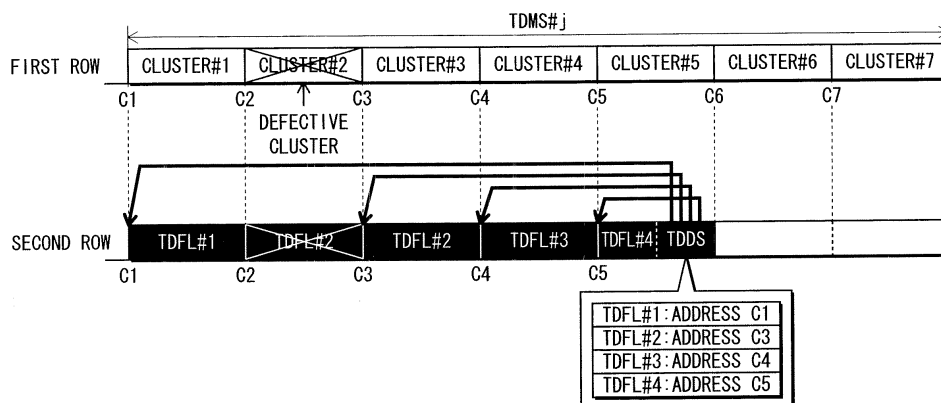 TDMS#j
FIRST ROW CLUSTER#1 CLUSTER#2 CLUSTER#3 CLUSTER#4 CLUSTER#5 CLUSTER#6 CLUSTER#7
C1 C2 C3 C4 C5 C6 C7
DEFECTIVE
CLUSTER
SECOND ROW TDFL#1 TDFL#2 TDFL#2 TDFL#3 TDFL#4 TDDS
C1 C2 C3 C4 C5
TDFL#1:ADDRESS C1
TDFL#2:ADDRESS C3
TDFL#3:ADDRESS C4
TDFL#4:ADDRESS C5